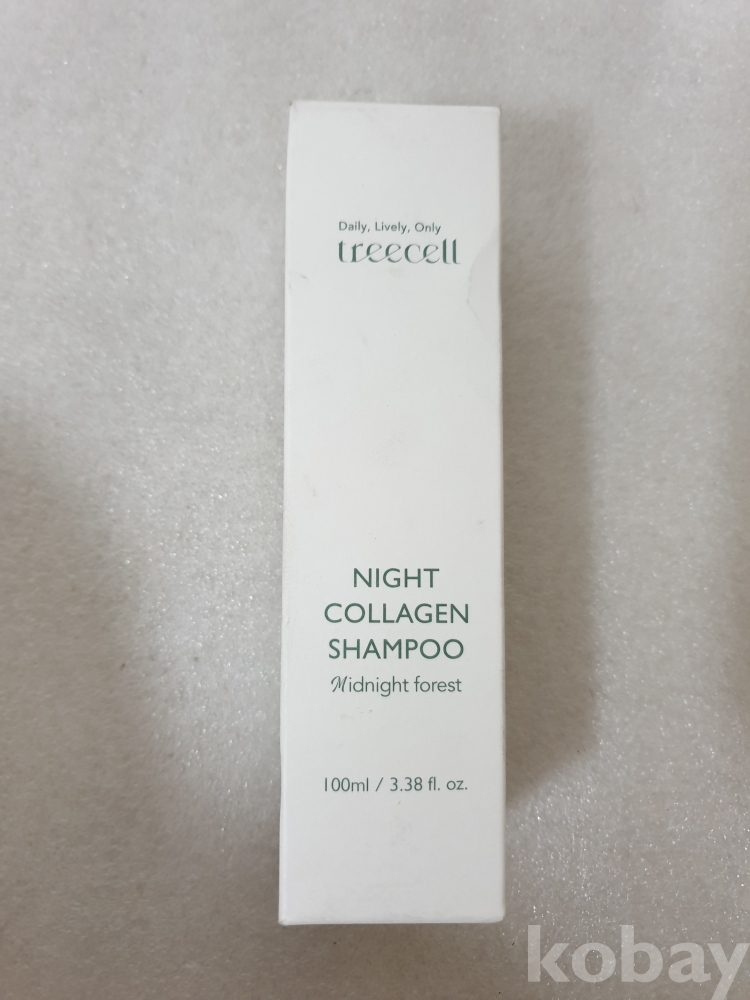 Daily, Lively, Only
treecell
NIGHT
COLLAGEN
SHAMPOO
Midnight forest
100ml / 3.38 fl. oz.
kobay